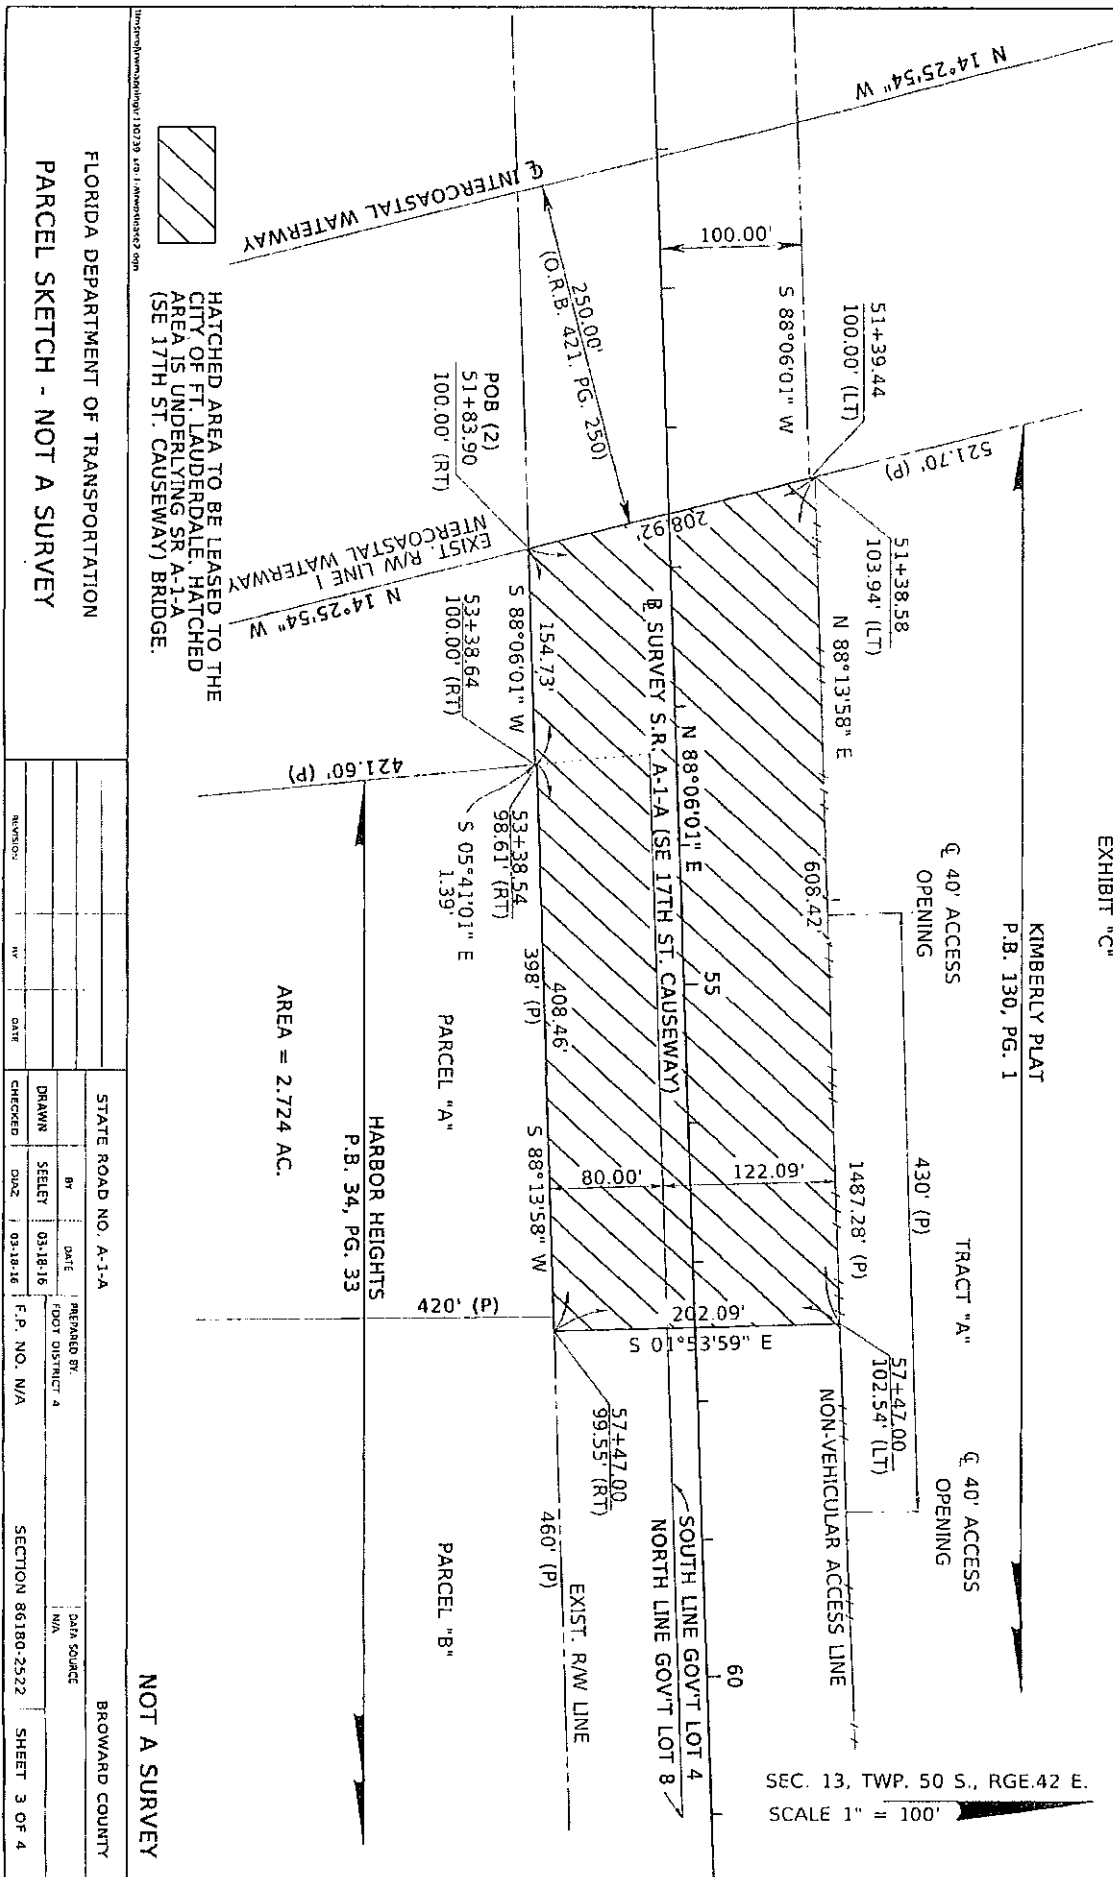 EXHIBIT "C"
KIMBERLY PLAT
P.B. 130, PG. 1
SEC. 13, TWP. 50 S., RGE.42 E.
SCALE 1" = 100'
N 14°25'54" W
℄ INTERCOASTAL WATERWAY
100.00'
S 88°06'01" W
51+39.44
100.00' (LT)
521.70' (P)
51+38.58
103.94' (LT)
N 88°13'58" E
608.42'
℄ 40' ACCESS
OPENING
430' (P)
TRACT "A"
℄ 40' ACCESS
OPENING
1487.28' (P)
57+47.00
102.54' (LT)
NON-VEHICULAR ACCESS LINE
250.00'
(O.R.B. 421, PG. 250)
208.92'
N 88°06'01" E
B SURVEY S.R. A-1-A (SE 17TH ST. CAUSEWAY)
55
60
122.09'
80.00'
202.09'
S 01°53'59" E
SOUTH LINE GOV'T LOT 4
NORTH LINE GOV'T LOT 8
POB (2)
51+83.90
100.00' (RT)
EXIST. R/W LINE I
NTERCOASTAL WATERWAY
N 14°25'54" W
154.73'
S 88°06'01" W
53+38.64
100.00' (RT)
53+38.54
98.61' (RT)
S 05°41'01" E
1.39'
408.46'
398' (P)
S 88°13'58" W
57+47.00
99.55' (RT)
460' (P)
EXIST. R/W LINE
421.60' (P)
PARCEL "A"
420' (P)
PARCEL "B"
HARBOR HEIGHTS
P.B. 34, PG. 33
AREA = 2.724 AC.
HATCHED AREA TO BE LEASED TO THE
CITY OF FT. LAUDERDALE. HATCHED
AREA IS UNDERLYING SR A-1-A
(SE 17TH ST. CAUSEWAY) BRIDGE.
NOT A SURVEY
FLORIDA DEPARTMENT OF TRANSPORTATION
PARCEL SKETCH - NOT A SURVEY
REVISION BY DATE
STATE ROAD NO. A-1-A
BROWARD COUNTY
BY DATE
DRAWN SEELEY 03-18-16
CHECKED DIAZ 03-18-16
PREPARED BY:
FDOT DISTRICT 4
DATA SOURCE
N/A
F.P. NO. N/A
SECTION 86180-2522
SHEET 3 OF 4